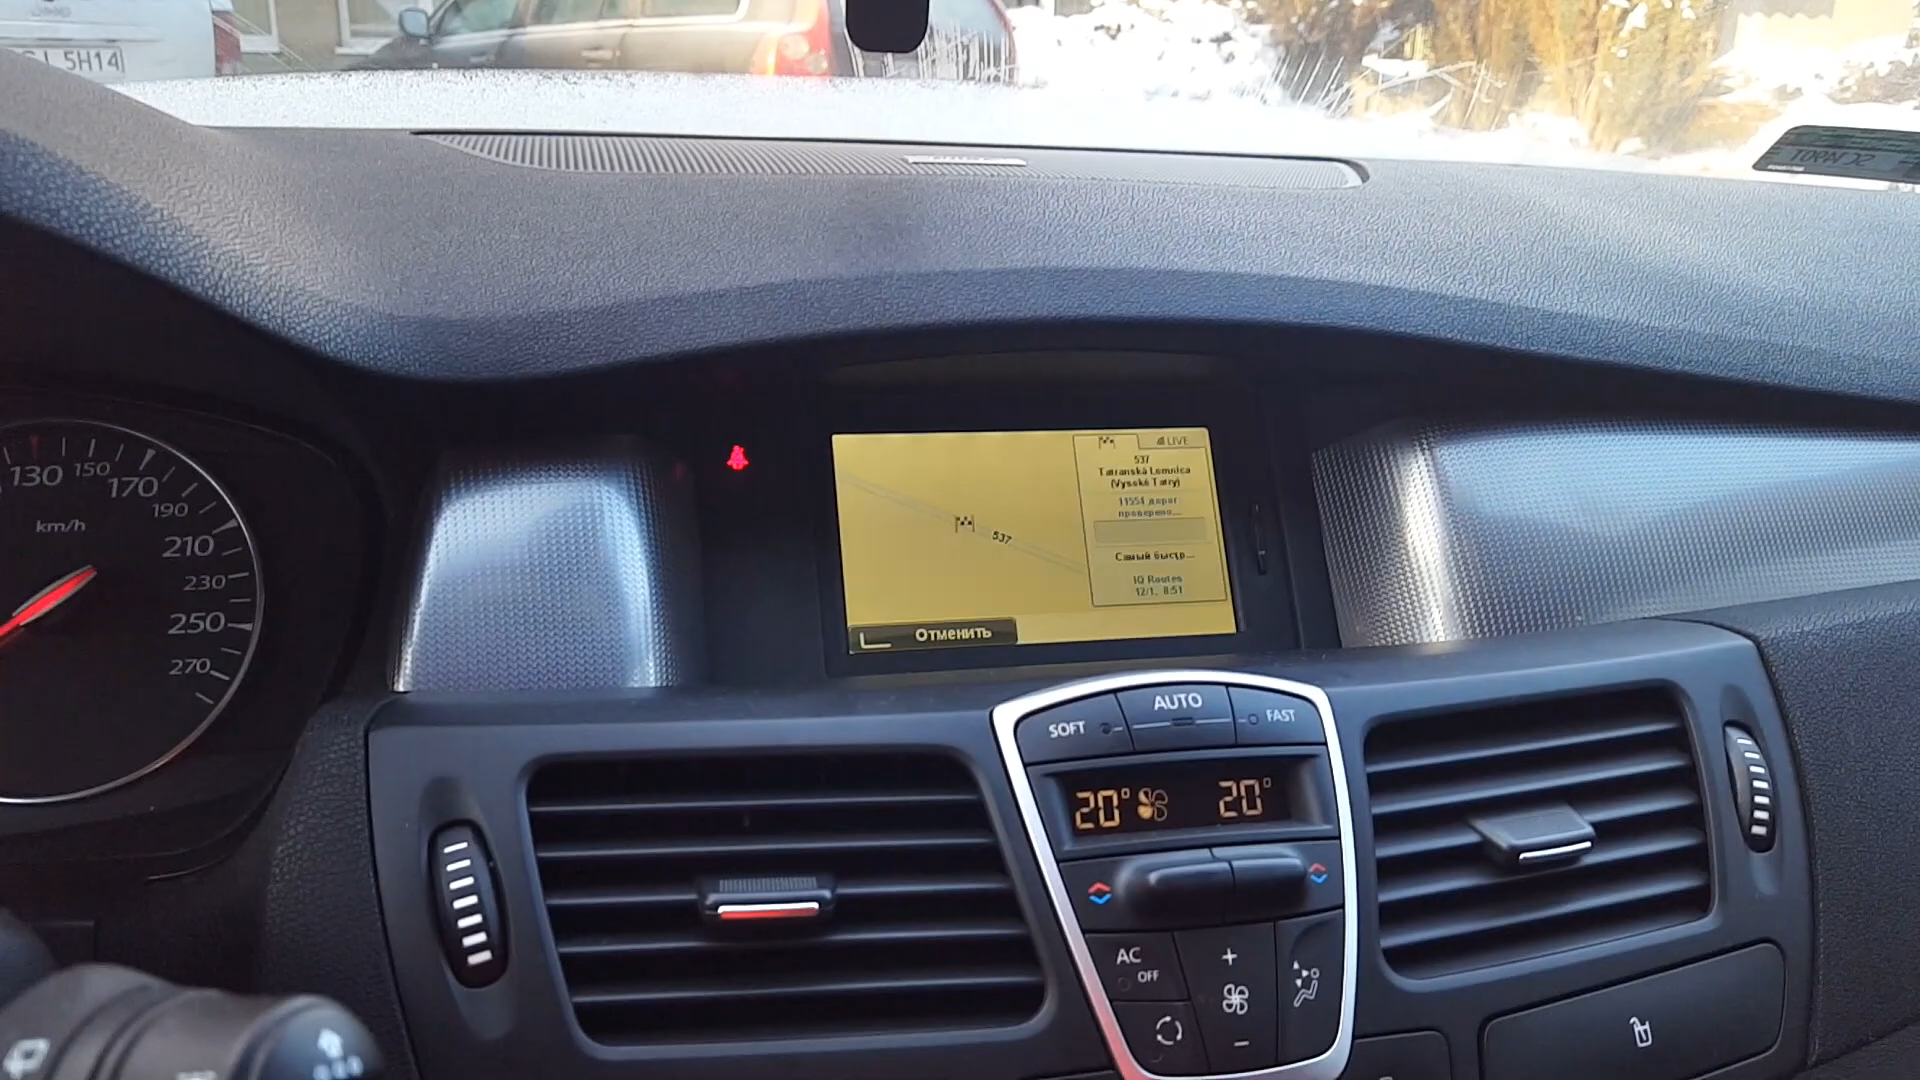 5H14
130
150
170
190
km/h
210
230
250
270
LIVE
537
Tatranská Lomnica
(Vysoké Tatry)
11554 дорог
проверено...
537
Самый быстр...
IQ Routes
12/1, 8:51
Отменить
SOFT
AUTO
FAST
20°
20°
AC
OFF
+
−